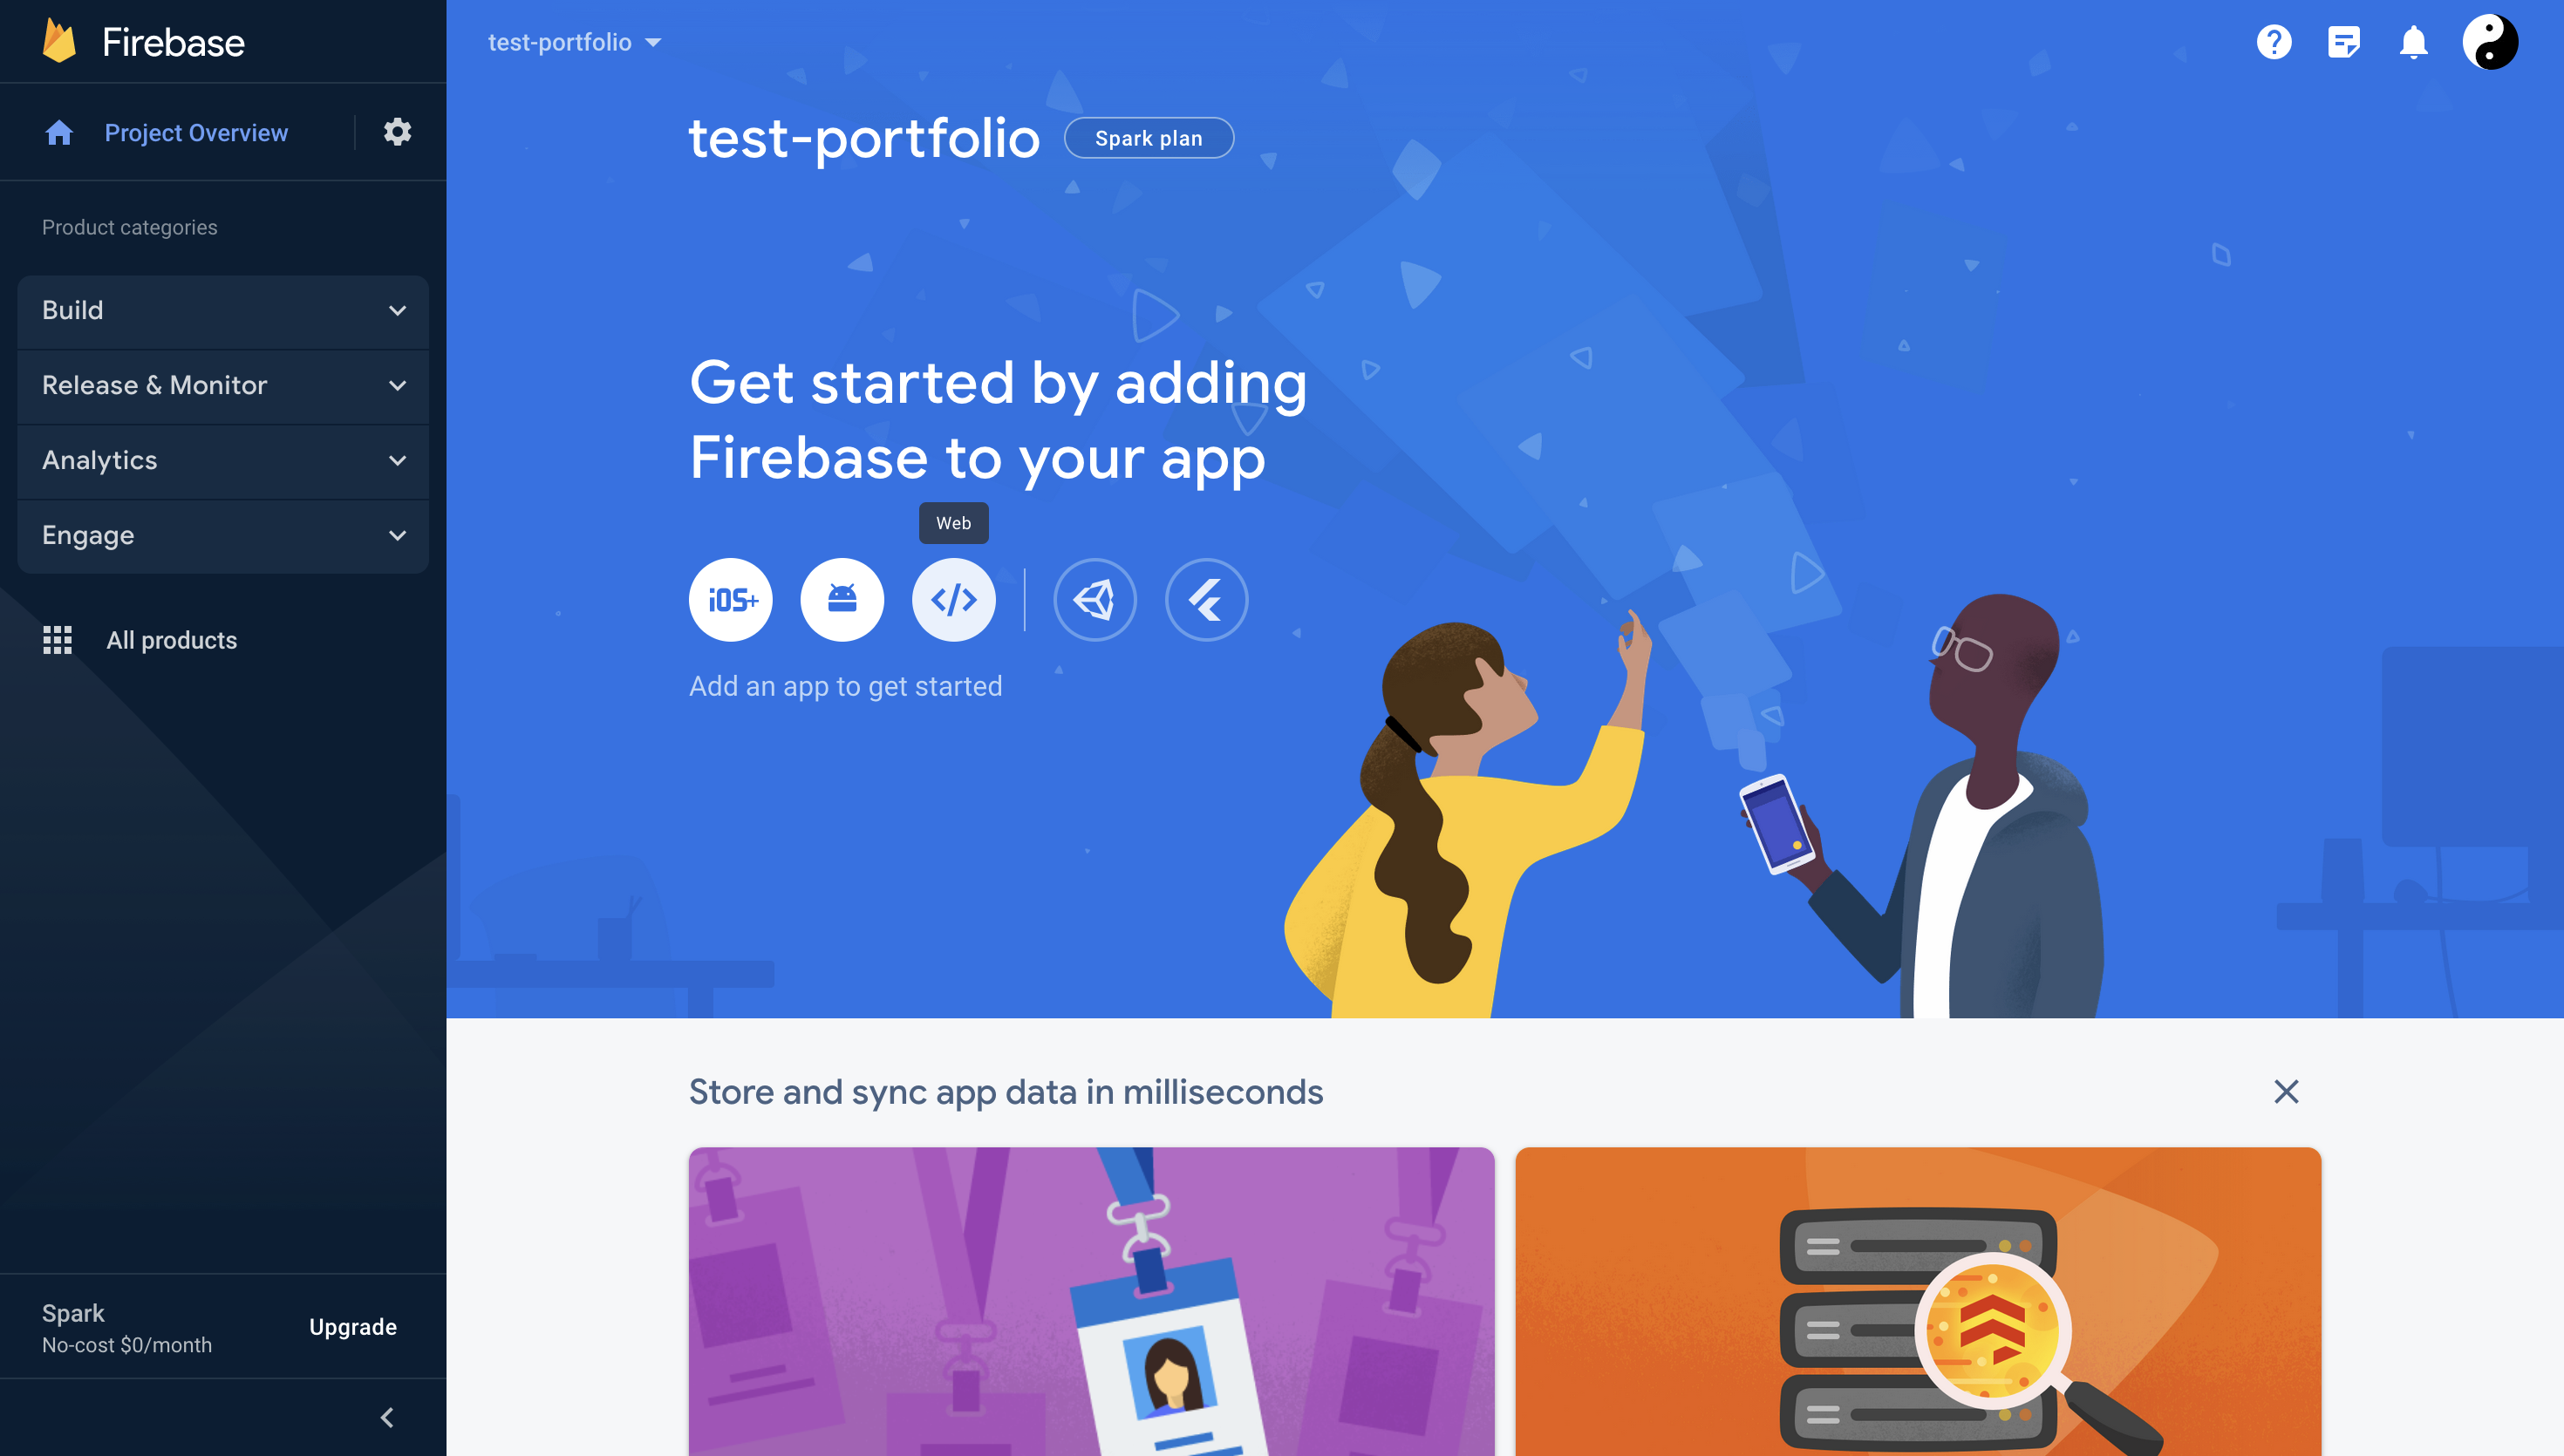 Firebase
Project Overview
Product categories
Build
Release & Monitor
Analytics
Engage
All products
Spark
No-cost $0/month
Upgrade
test-portfolio
test-portfolio
Spark plan
Get started by adding
Firebase to your app
Web
iOS+
Add an app to get started
Store and sync app data in milliseconds